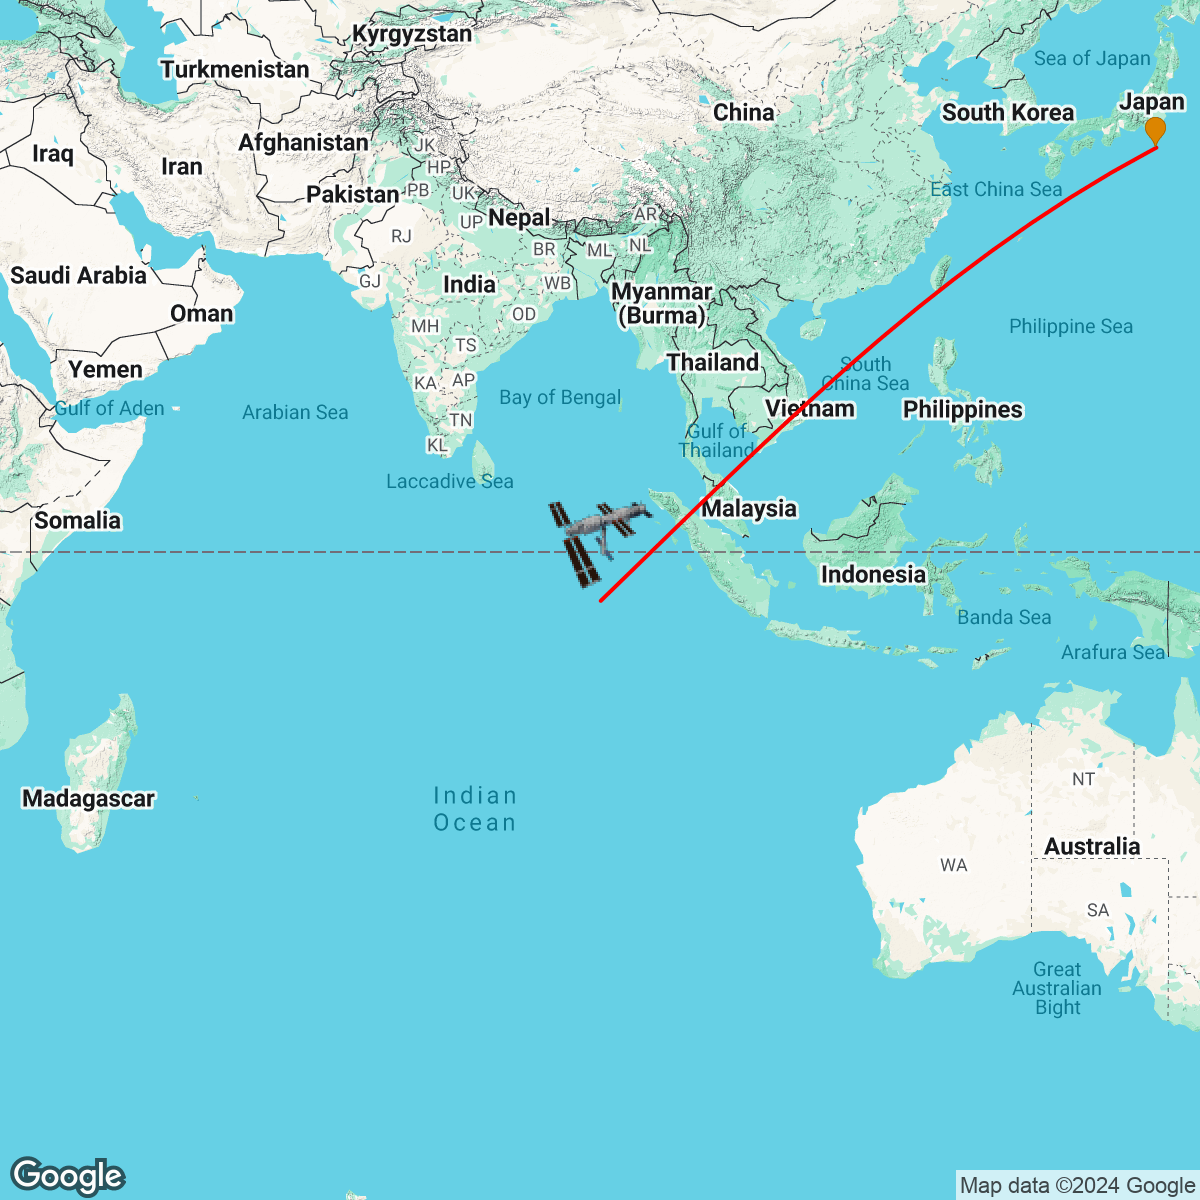 Kyrgyzstan
Sea of Japan
Turkmenistan
Japan
China
South Korea
Afghanistan
JK
Iraq
Iran
HP
Pakistan
PB
UK
East China Sea
UP
Nepal
AR
RJ
BR
ML
NL
Saudi Arabia
GJ
India
WB
Myanmar
(Burma)
Oman
OD
MH
Philippine Sea
TS
Yemen
Thailand
South
China Sea
KA
AP
Bay of Bengal
Gulf of Aden
Arabian Sea
Vietnam
Philippines
TN
Gulf of
Thailand
KL
Laccadive Sea
Malaysia
Somalia
Indonesia
Banda Sea
Arafura Sea
NT
Madagascar
Indian
Ocean
Australia
WA
SA
Great
Australian
Bight
Google
Map data ©2024 Google